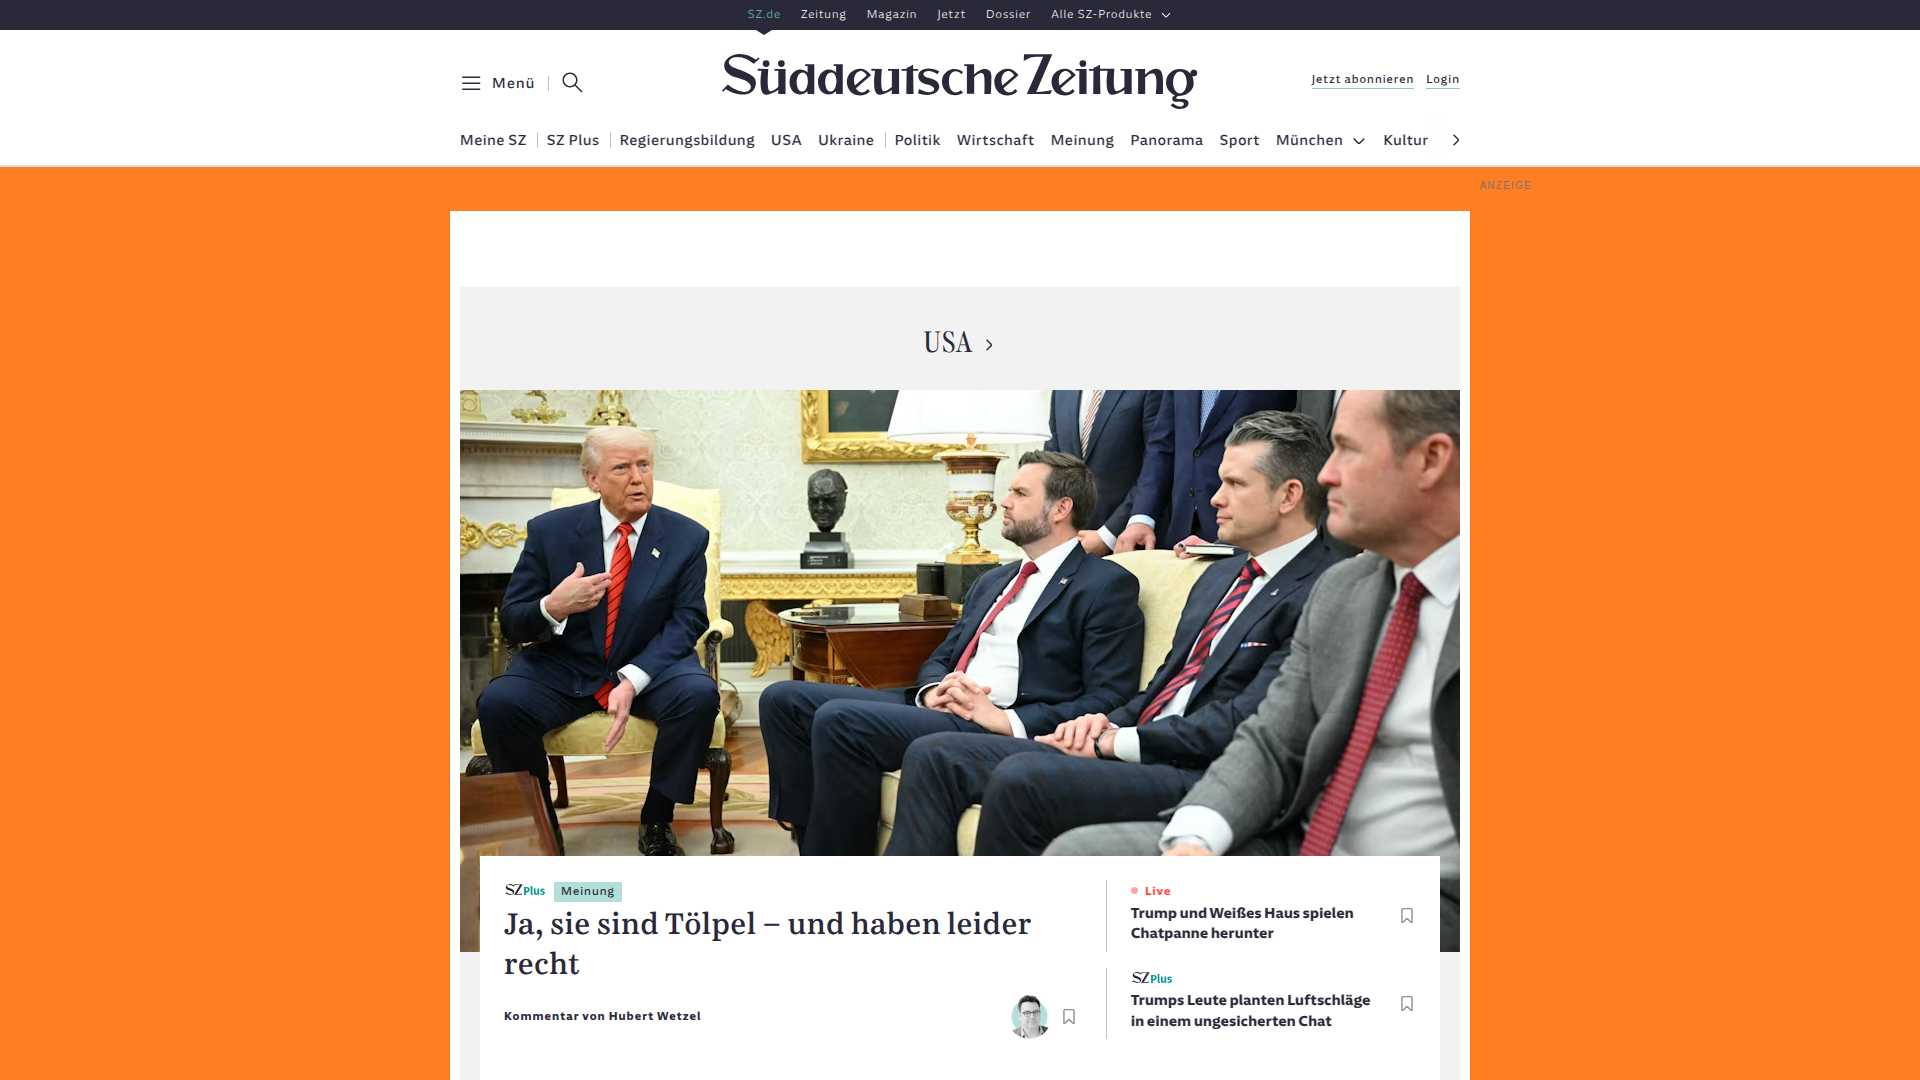 SZ.de Zeitung Magazin Jetzt Dossier Alle SZ-Produkte
Menü
Süddeutsche Zeitung
Jetzt abonnieren Login
Meine SZ SZ Plus Regierungsbildung USA Ukraine Politik Wirtschaft Meinung Panorama Sport München Kultur
ANZEIGE
USA
SZ Plus Meinung
Ja, sie sind Tölpel – und haben leider
recht
Kommentar von Hubert Wetzel
Live
Trump und Weißes Haus spielen
Chatpanne herunter
SZ Plus
Trumps Leute planten Luftschläge
in einem ungesicherten Chat